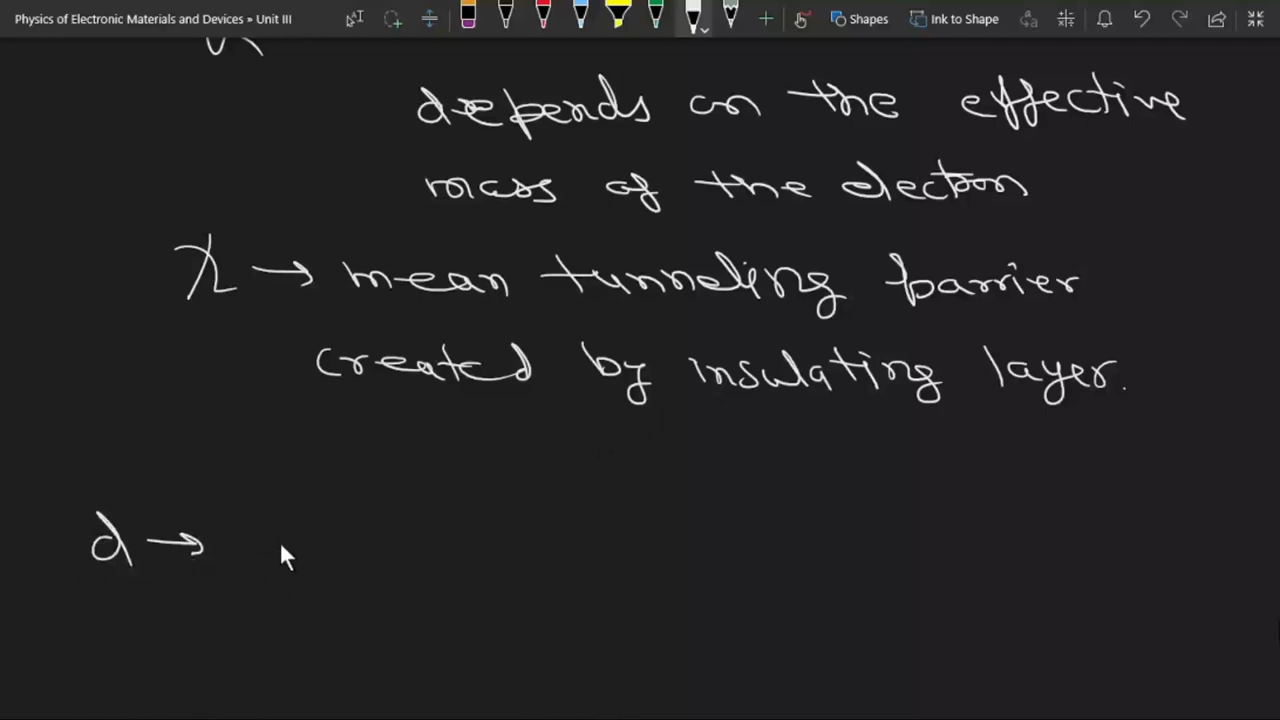 Physics of Electronic Materials and Devices » Unit III
Shapes
Ink to Shape
depends on the effective
mass of the electron
χ → mean tunneling barrier
created by insulating layer.
d →